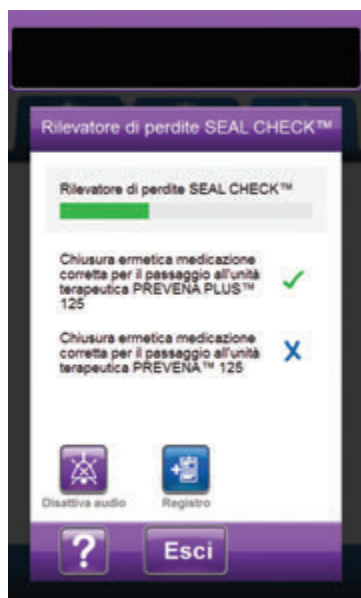 Rilevatore di perdite SEAL CHECK™
Rilevatore di perdite SEAL CHECK™
Chiusura ermetica medicazione
corretta per il passaggio all'unità
terapeutica PREVENA PLUS™
125
Chiusura ermetica medicazione
corretta per il passaggio all'unità
terapeutica PREVENA™ 125
Disattiva audio
Registro
?
Esci